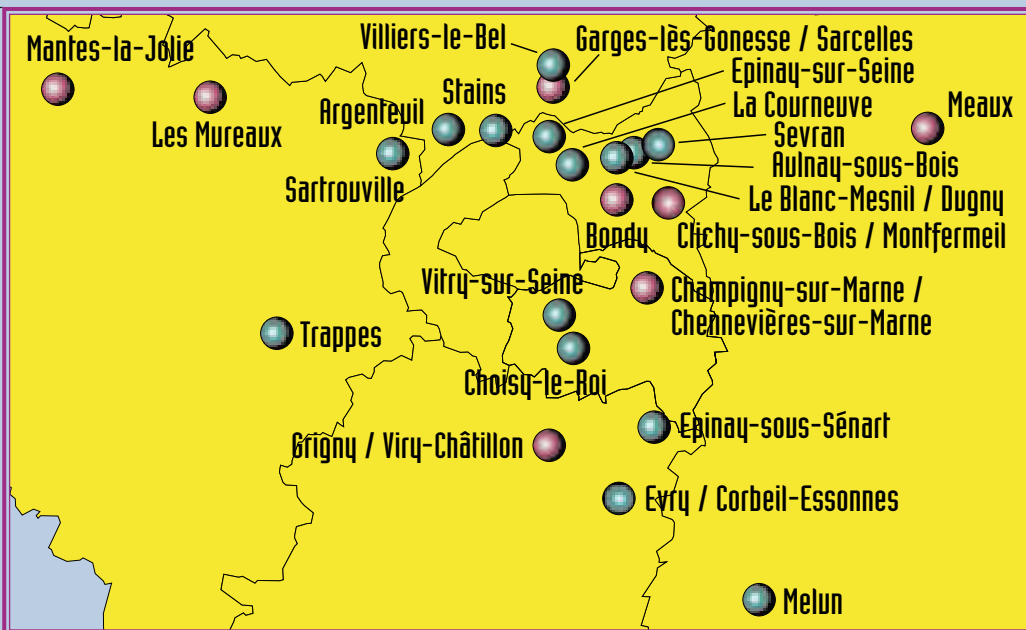 Mantes-la-Jolie
Villiers-le-Bel
Garges-lès-Gonesse / Sarcelles
Epinay-sur-Seine
Les Mureaux
Argenteuil
Stains
La Courneuve
Meaux
Sevran
Sartrouville
Aulnay-sous-Bois
Le Blanc-Mesnil / Dugny
Bondy
Clichy-sous-Bois / Montfermeil
Vitry-sur-Seine
Champigny-sur-Marne /
Chennevières-sur-Marne
Trappes
Choisy-le-Roi
Epinay-sous-Sénart
Grigny / Viry-Châtillon
Evry / Corbeil-Essonnes
Melun